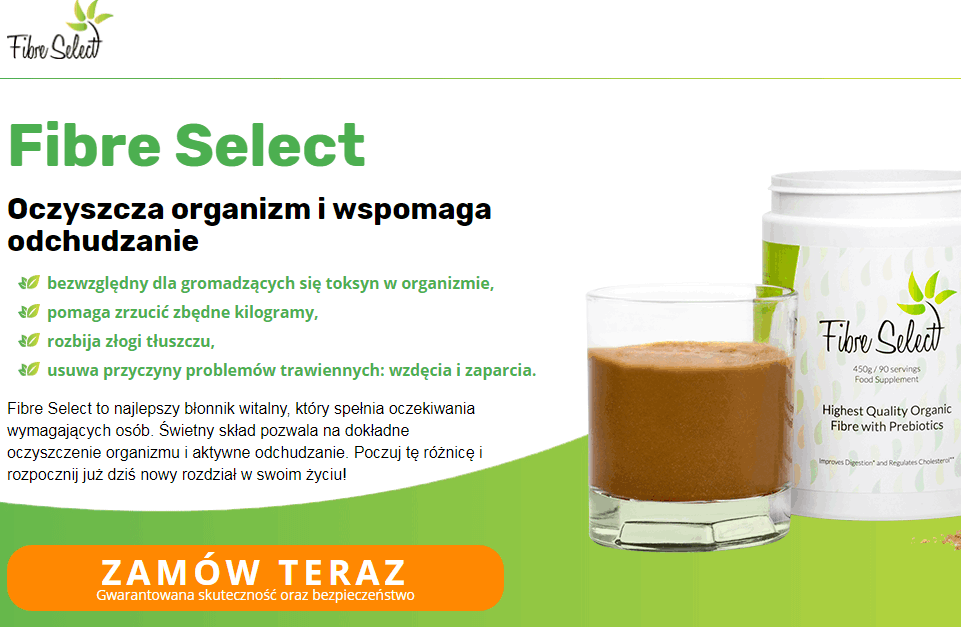 Fibre Select
Fibre Select
Oczyszcza organizm i wspomaga
odchudzanie
bezwzględny dla gromadzących się toksyn w organizmie,
pomaga zrzucić zbędne kilogramy,
rozbija złogi tłuszczu,
usuwa przyczyny problemów trawiennych: wzdęcia i zaparcia.
Fibre Select to najlepszy błonnik witalny, który spełnia oczekiwania
wymagających osób. Świetny skład pozwala na dokładne
oczyszczenie organizmu i aktywne odchudzanie. Poczuj tę różnicę i
rozpocznij już dziś nowy rozdział w swoim życiu!
ZAMÓW TERAZ
Gwarantowana skuteczność oraz bezpieczeństwo
Fibre Select
450g / 90 servings
Food Supplement
Highest Quality Organic
Fibre with Prebiotics
Improves Digestion* and Regulates Cholesterol**